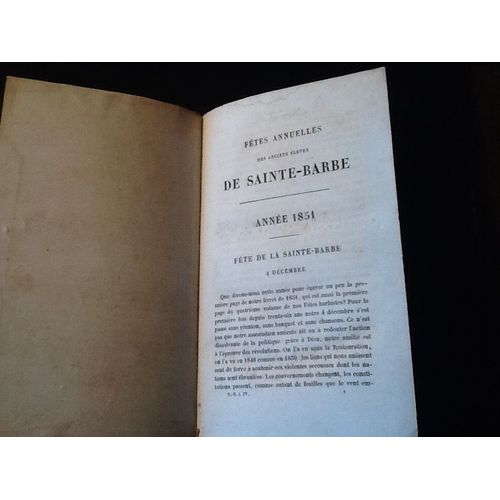 FÊTES ANNUELLES
DES ANCIENS ÉLÈVES
DE SAINTE-BARBE
ANNÉE 1851
FÊTE DE LA SAINTE-BARBE
4 DÉCEMBRE.
Que dirons-nous cette année pour égayer un peu la pre-
mière page de notre livret de 1851, qui est aussi la première
page du quatrième volume de nos Fêtes barbistes? Pour la
première fois depuis trente-six ans notre 4 décembre s'est
passé sans réunion, sans banquet et sans chansons. Ce n'est
pas que notre association amicale ait eu à redouter l'action
dissolvante de la politique: grâce à Dieu, notre amitié est
à l'épreuve des révolutions. On l'a vu sous la Restauration,
on l'a vu en 1848 comme en 1830; les liens qui nous unissent
ont de force à soutenir ces violentes secousses dont les na-
tions sont ébranlées. Les gouvernements changent, les consti-
tutions passent, comme autant de feuilles que le vent em-